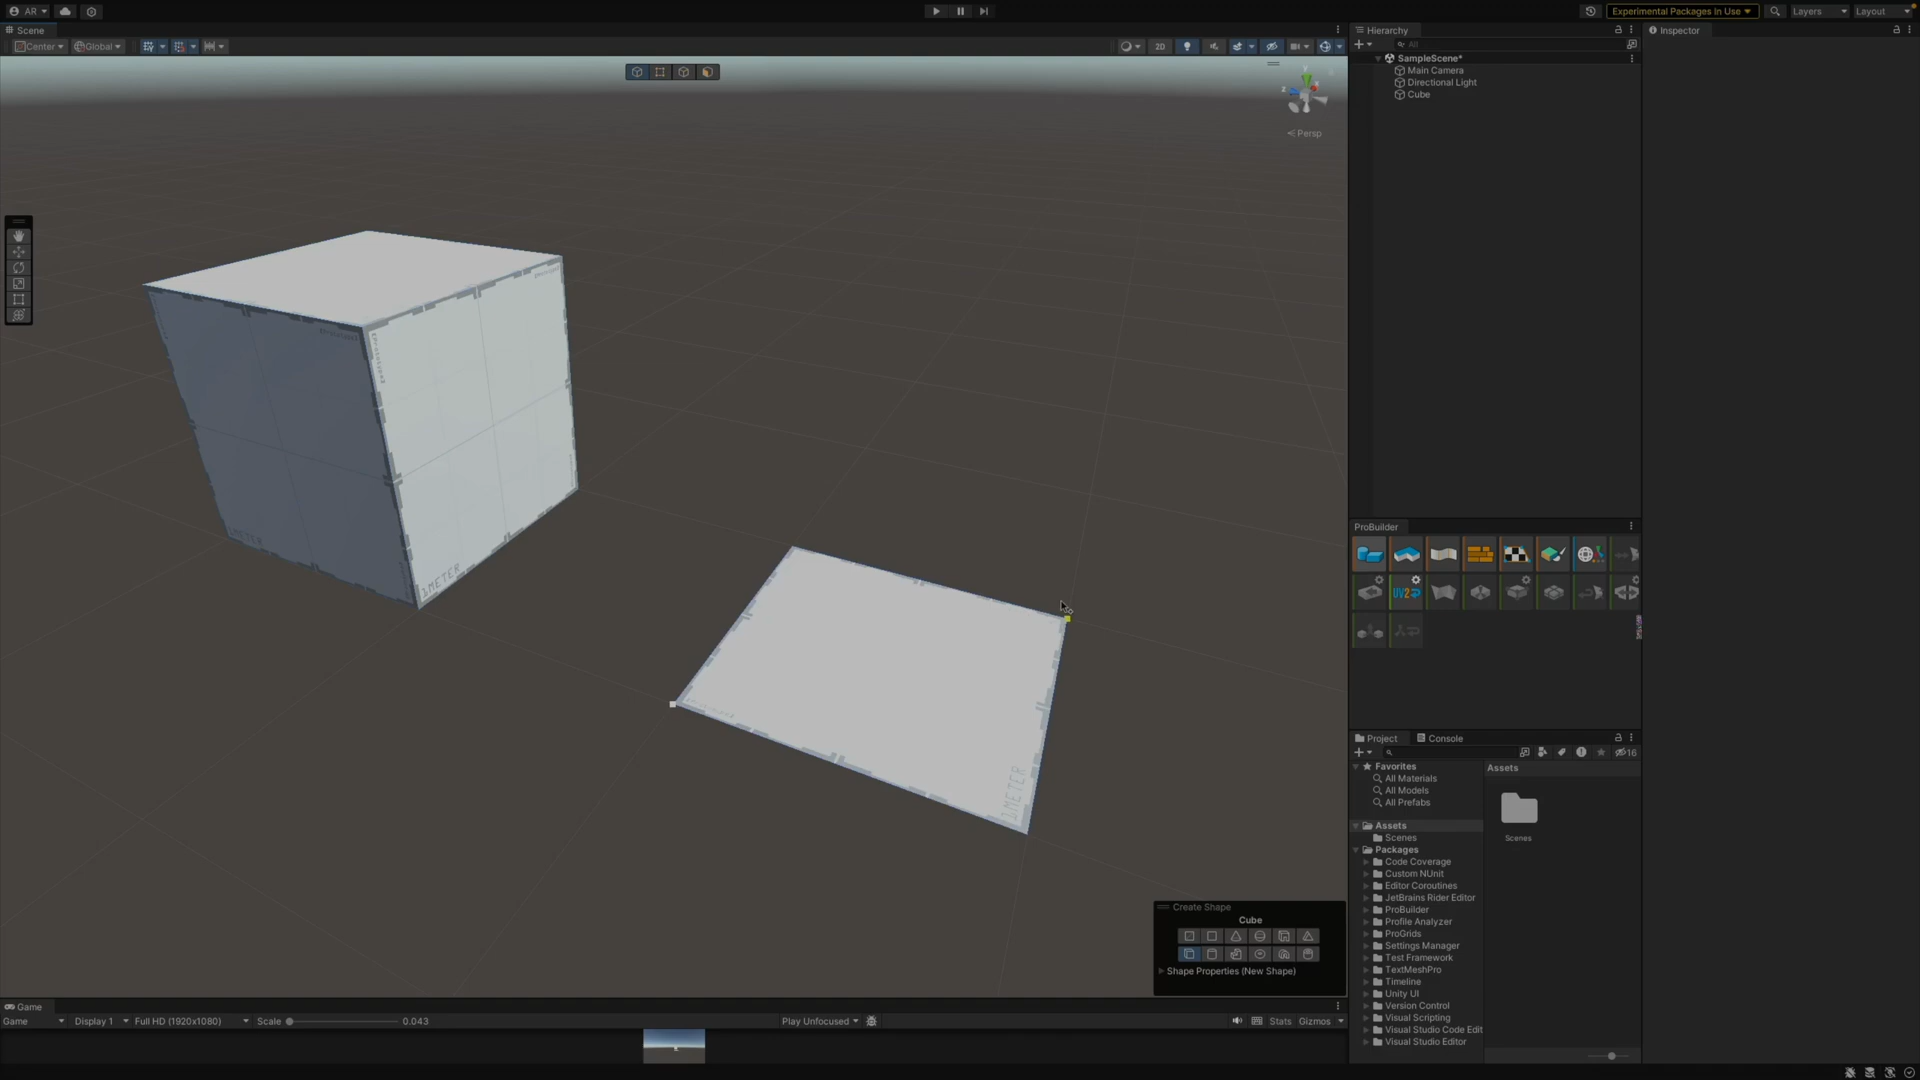 AR
Experimental Packages In Use
Layers
Layout
Scene
Hierarchy
Inspector
Center
Global
2D
All
SampleScene*
Main Camera
Directional Light
Cube
Persp
1METER
1METER
ProBuilder
UV2
Project
Console
16
Favorites
Assets
All Materials
All Models
All Prefabs
Assets
Scenes
Scenes
Packages
Code Coverage
Custom NUnit
Editor Coroutines
JetBrains Rider Editor
ProBuilder
Profile Analyzer
ProGrids
Settings Manager
Test Framework
TextMeshPro
Timeline
Unity UI
Version Control
Visual Scripting
Visual Studio Code Edit
Visual Studio Editor
Create Shape
Cube
Shape Properties (New Shape)
Game
Game
Display 1
Full HD (1920x1080)
Scale
0.043
Play Unfocused
Stats
Gizmos